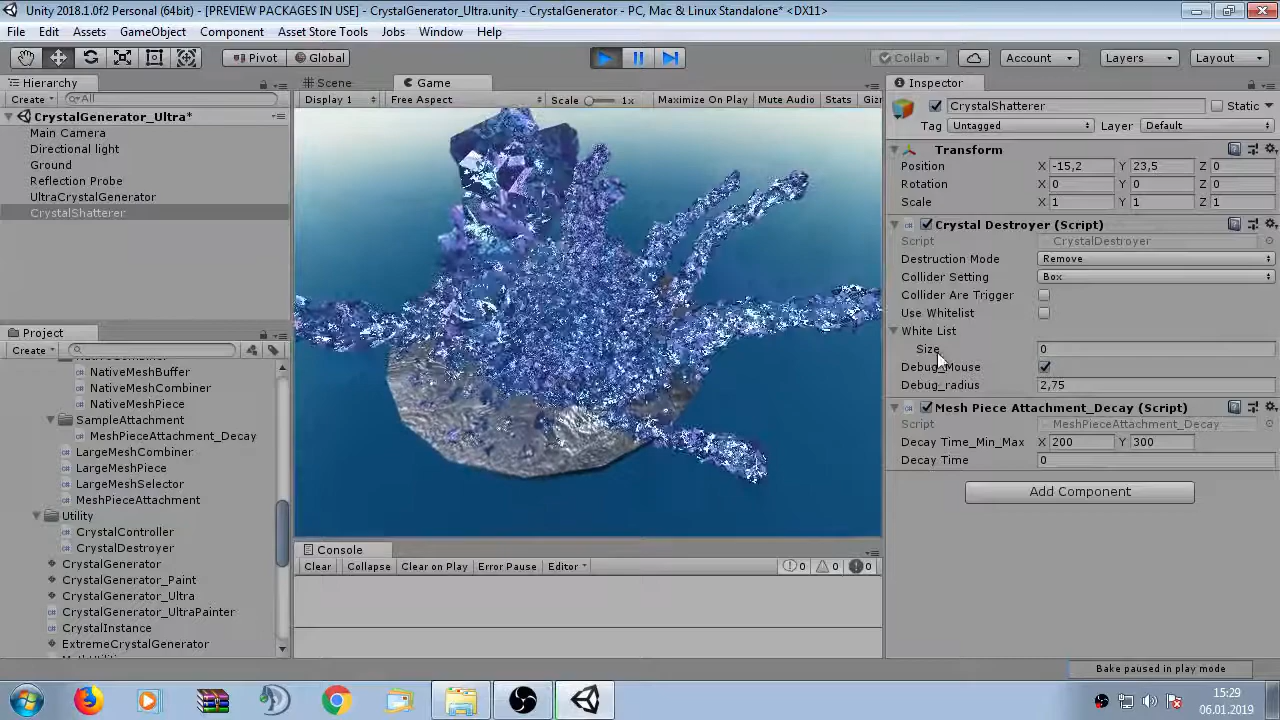 Unity 2018.1.0f2 Personal (64bit) - [PREVIEW PACKAGES IN USE] - CrystalGenerator_Ultra.unity - CrystalGenerator - PC, Mac & Linux Standalone* <DX11>
File Edit Assets GameObject Component Asset Store Tools Jobs Window Help
Pivot Global Collab Account Layers Layout
Hierarchy
Create All
CrystalGenerator_Ultra*
Main Camera
Directional light
Ground
Reflection Probe
UltraCrystalGenerator
CrystalShatterer
Project
Create
NativeMeshBuffer
NativeMeshCombiner
NativeMeshPiece
SampleAttachment
MeshPieceAttachment_Decay
LargeMeshCombiner
LargeMeshPiece
LargeMeshSelector
MeshPieceAttachment
Utility
CrystalController
CrystalDestroyer
CrystalGenerator
CrystalGenerator_Paint
CrystalGenerator_Ultra
CrystalGenerator_UltraPainter
CrystalInstance
ExtremeCrystalGenerator
Scene Game
Display 1 Free Aspect Scale 1x Maximize On Play Mute Audio Stats Giz
Console
Clear Collapse Clear on Play Error Pause Editor 0 0 0
Inspector
CrystalShatterer Static
Tag Untagged Layer Default
Transform
Position X -15,2 Y 23,5 Z 0
Rotation X 0 Y 0 Z 0
Scale X 1 Y 1 Z 1
Crystal Destroyer (Script)
Script CrystalDestroyer
Destruction Mode Remove
Collider Setting Box
Collider Are Trigger
Use Whitelist
White List
Size 0
Debug_Mouse
Debug_radius 2,75
Mesh Piece Attachment_Decay (Script)
Script MeshPieceAttachment_Decay
Decay Time_Min_Max X 200 Y 300
Decay Time 0
Add Component
Bake paused in play mode
15:29
06.01.2019